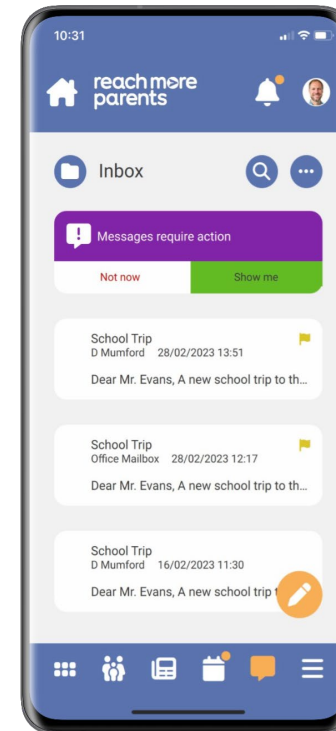 10:31
reach more
parents
Inbox
Messages require action
Not now Show me
School Trip
D Mumford 28/02/2023 13:51
Dear Mr. Evans, A new school trip to th...
School Trip
Office Mailbox 28/02/2023 12:17
Dear Mr. Evans, A new school trip to th...
School Trip
D Mumford 16/02/2023 11:30
Dear Mr. Evans, A new school trip